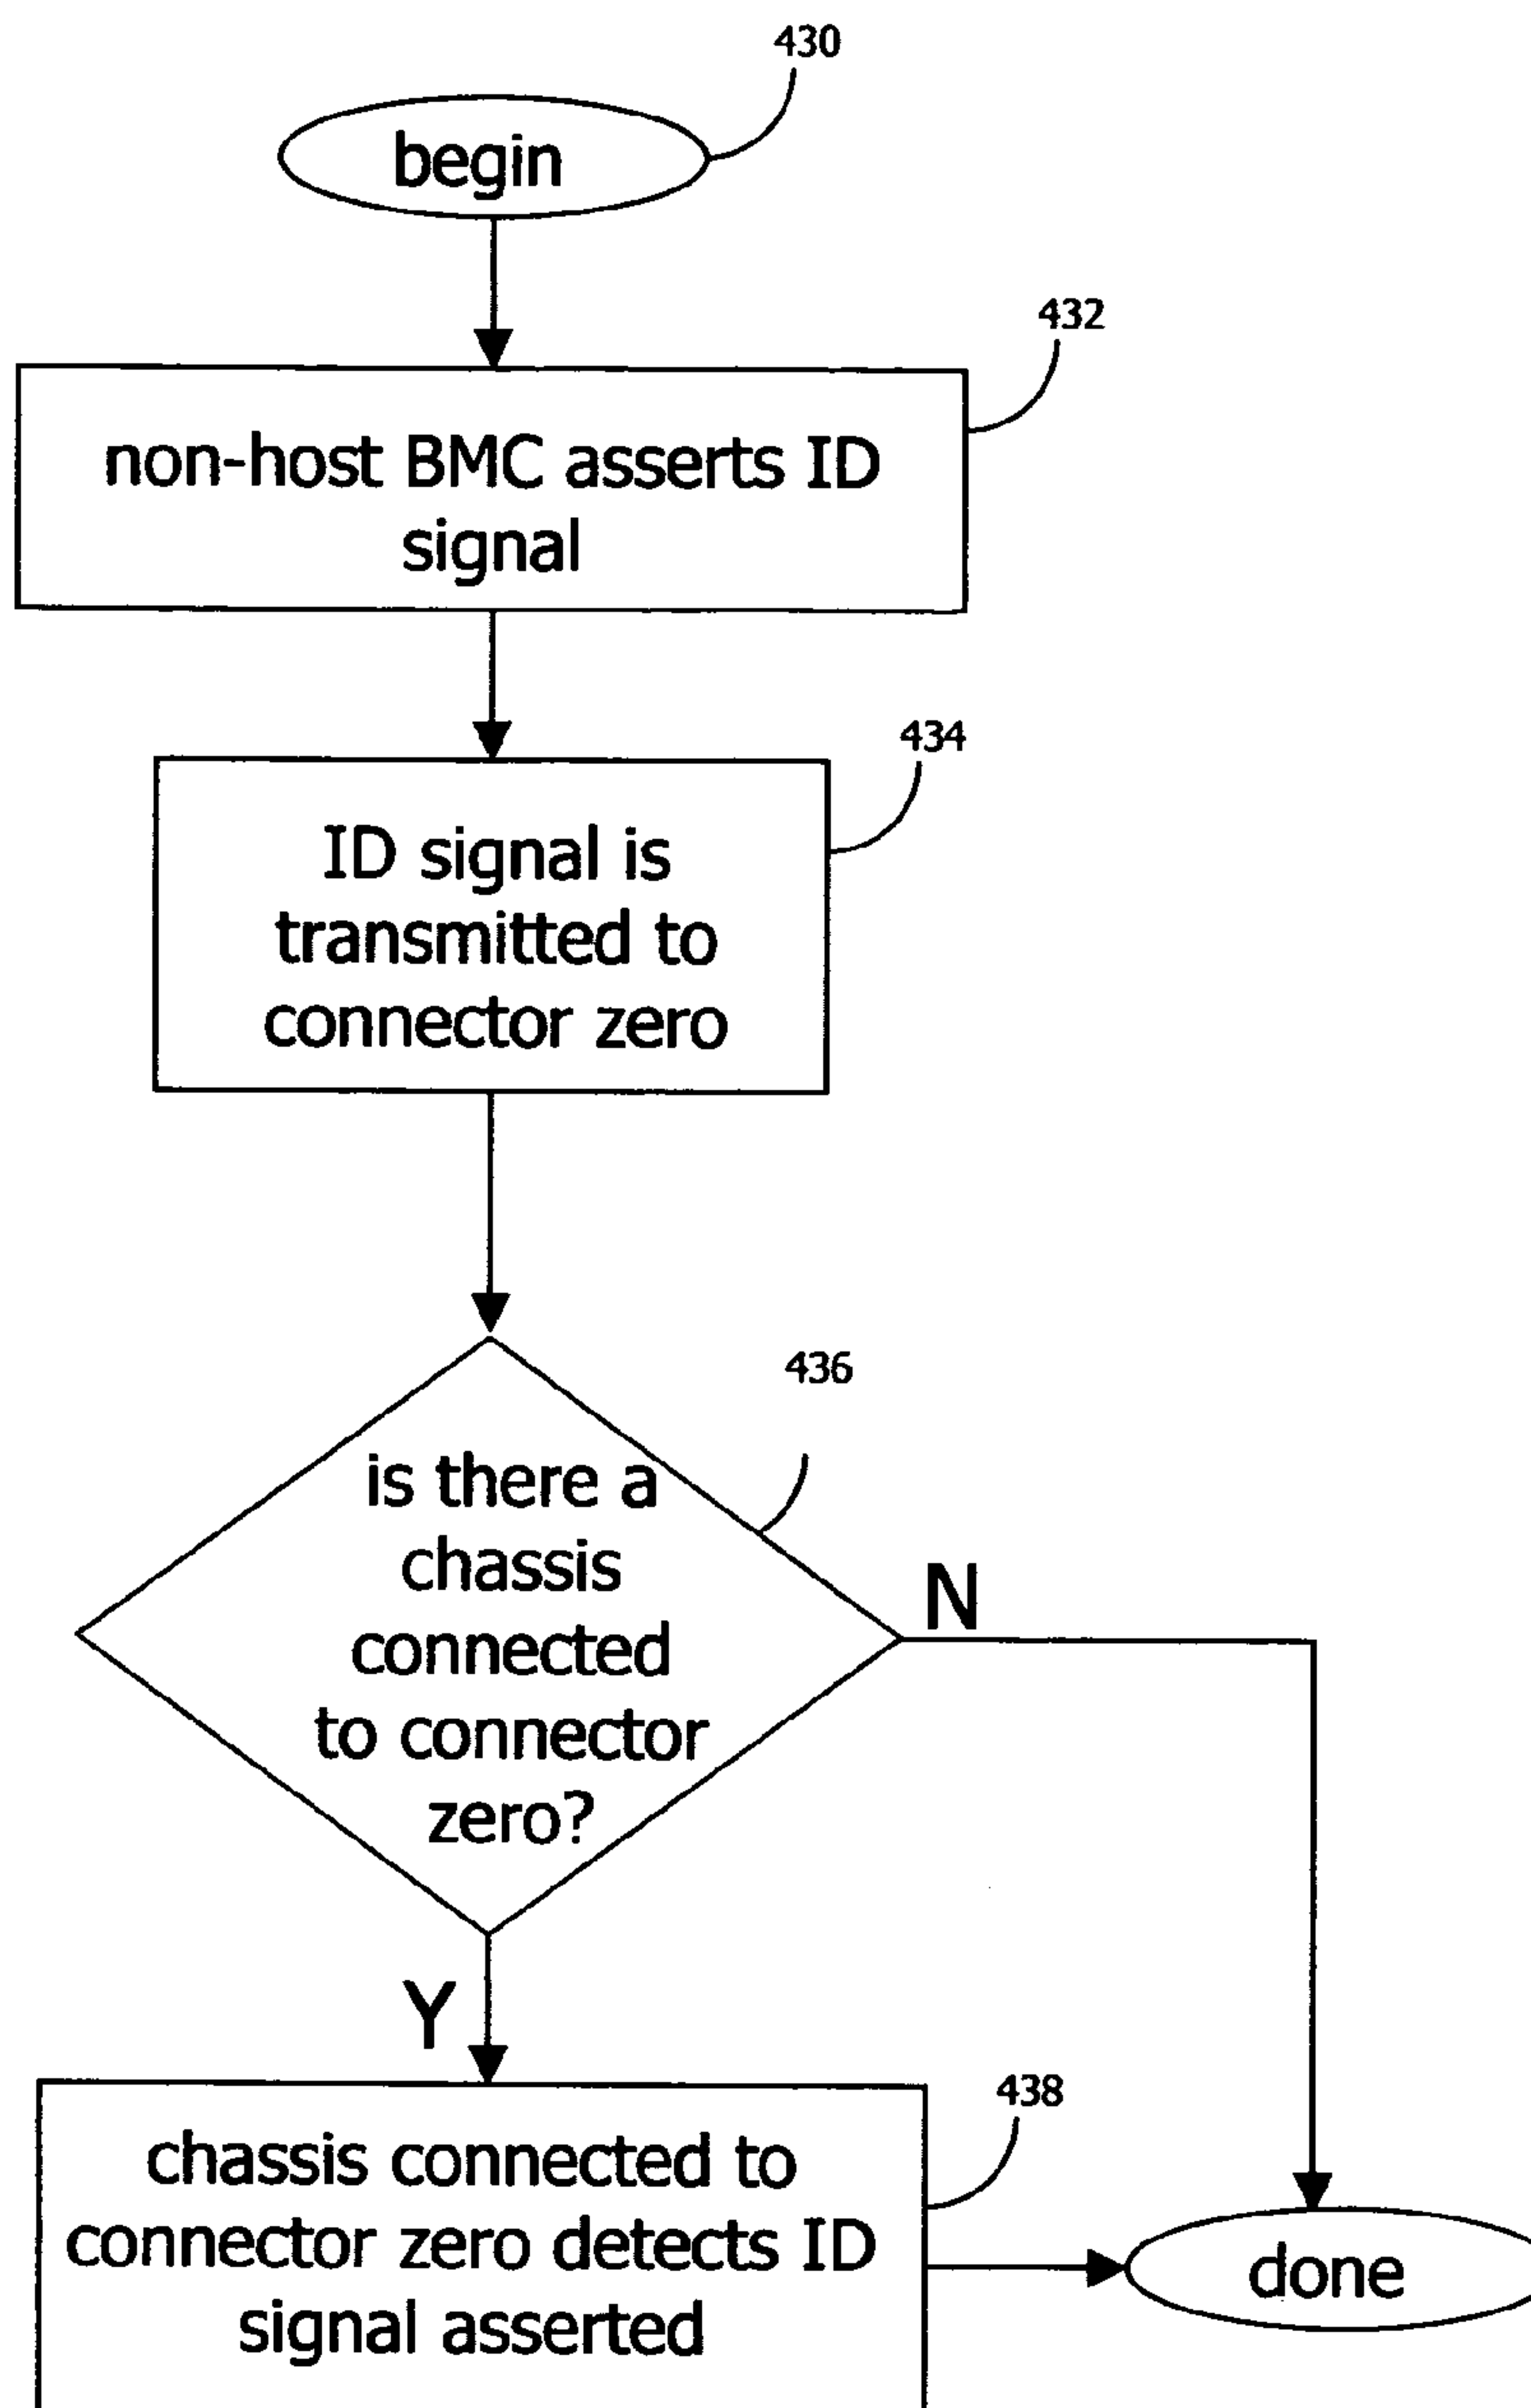 430
begin
432
non-host BMC asserts ID
signal
434
ID signal is
transmitted to
connector zero
436
is there a
chassis
connected
to connector
zero?
N
Y
438
chassis connected to
connector zero detects ID
signal asserted
done